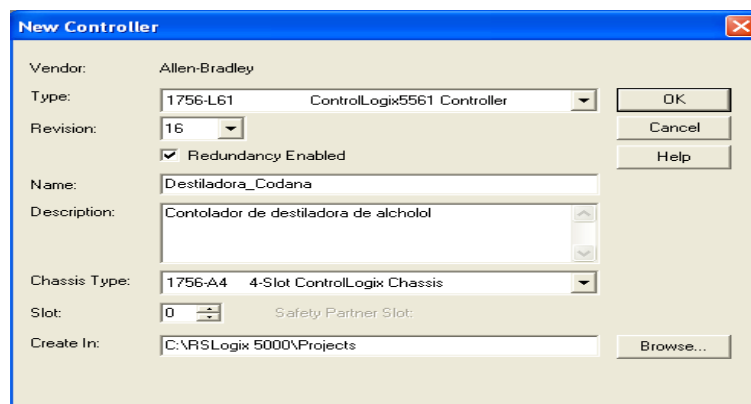 New Controller
Vendor: Allen-Bradley
Type: 1756-L61 ControlLogix5561 Controller OK
Revision: 16 Cancel
Redundancy Enabled Help
Name: Destiladora_Codana
Description: Contolador de destiladora de alcholol
Chassis Type: 1756-A4 4-Slot ControlLogix Chassis
Slot: 0 Safety Partner Slot:
Create In: C:\RSLogix 5000\Projects Browse...